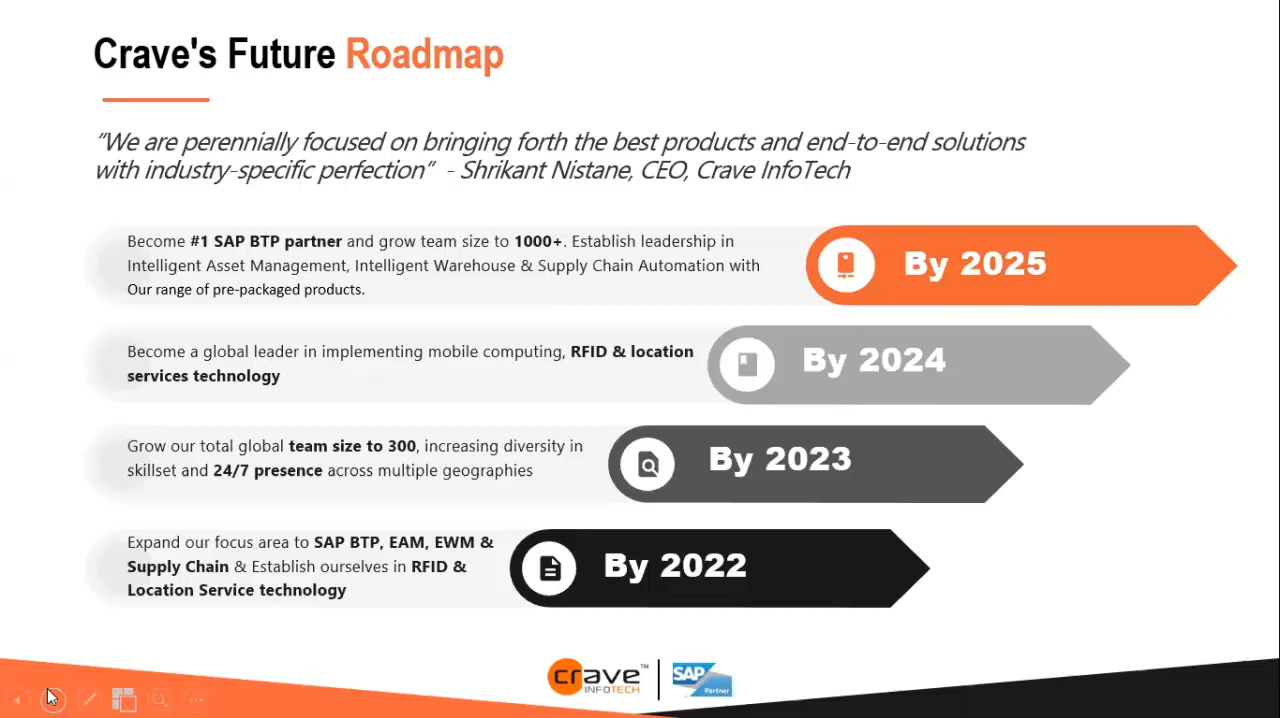 Crave's Future Roadmap
“We are perennially focused on bringing forth the best products and end-to-end solutions
with industry-specific perfection” - Shrikant Nistane, CEO, Crave InfoTech
Become #1 SAP BTP partner and grow team size to 1000+. Establish leadership in
Intelligent Asset Management, Intelligent Warehouse & Supply Chain Automation with
Our range of pre-packaged products.
By 2025
Become a global leader in implementing mobile computing, RFID & location
services technology
By 2024
Grow our total global team size to 300, increasing diversity in
skillset and 24/7 presence across multiple geographies
By 2023
Expand our focus area to SAP BTP, EAM, EWM &
Supply Chain & Establish ourselves in RFID &
Location Service technology
By 2022
crave™
INFOTECH
SAP
Partner